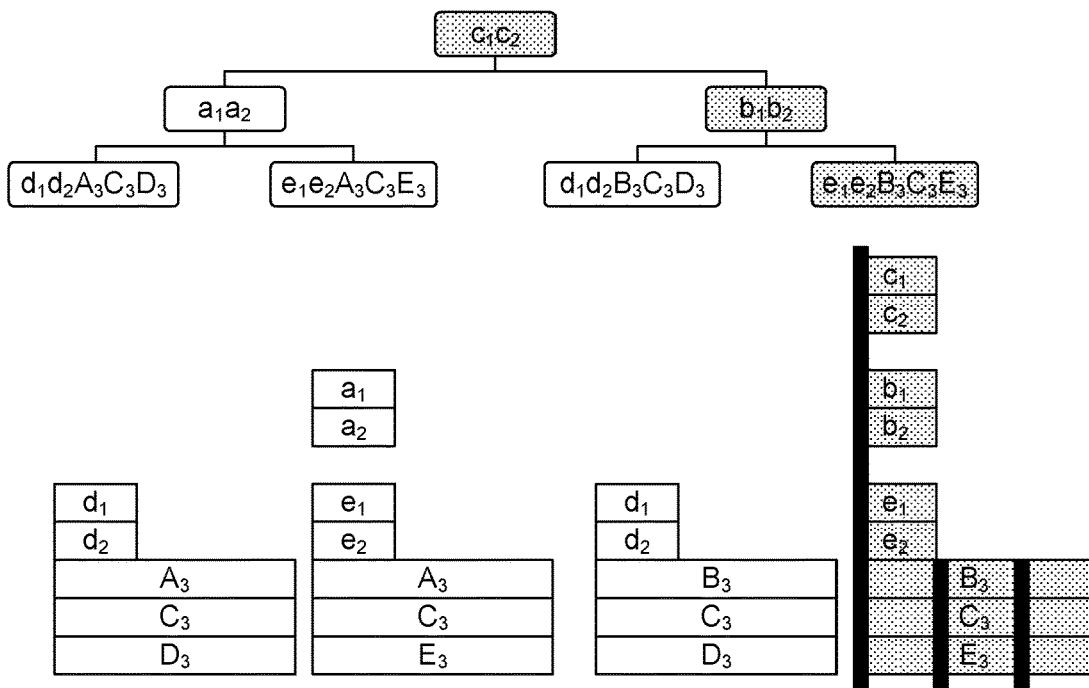 c₁c₂
a₁a₂ b₁b₂
d₁d₂A₃C₃D₃ e₁e₂A₃C₃E₃ d₁d₂B₃C₃D₃ e₁e₂B₃C₃E₃
c₁
c₂
a₁ b₁
a₂ b₂
d₁ e₁ d₁ e₁
d₂ e₂ d₂ e₂
A₃ A₃ B₃ B₃
C₃ C₃ C₃ C₃
D₃ E₃ D₃ E₃